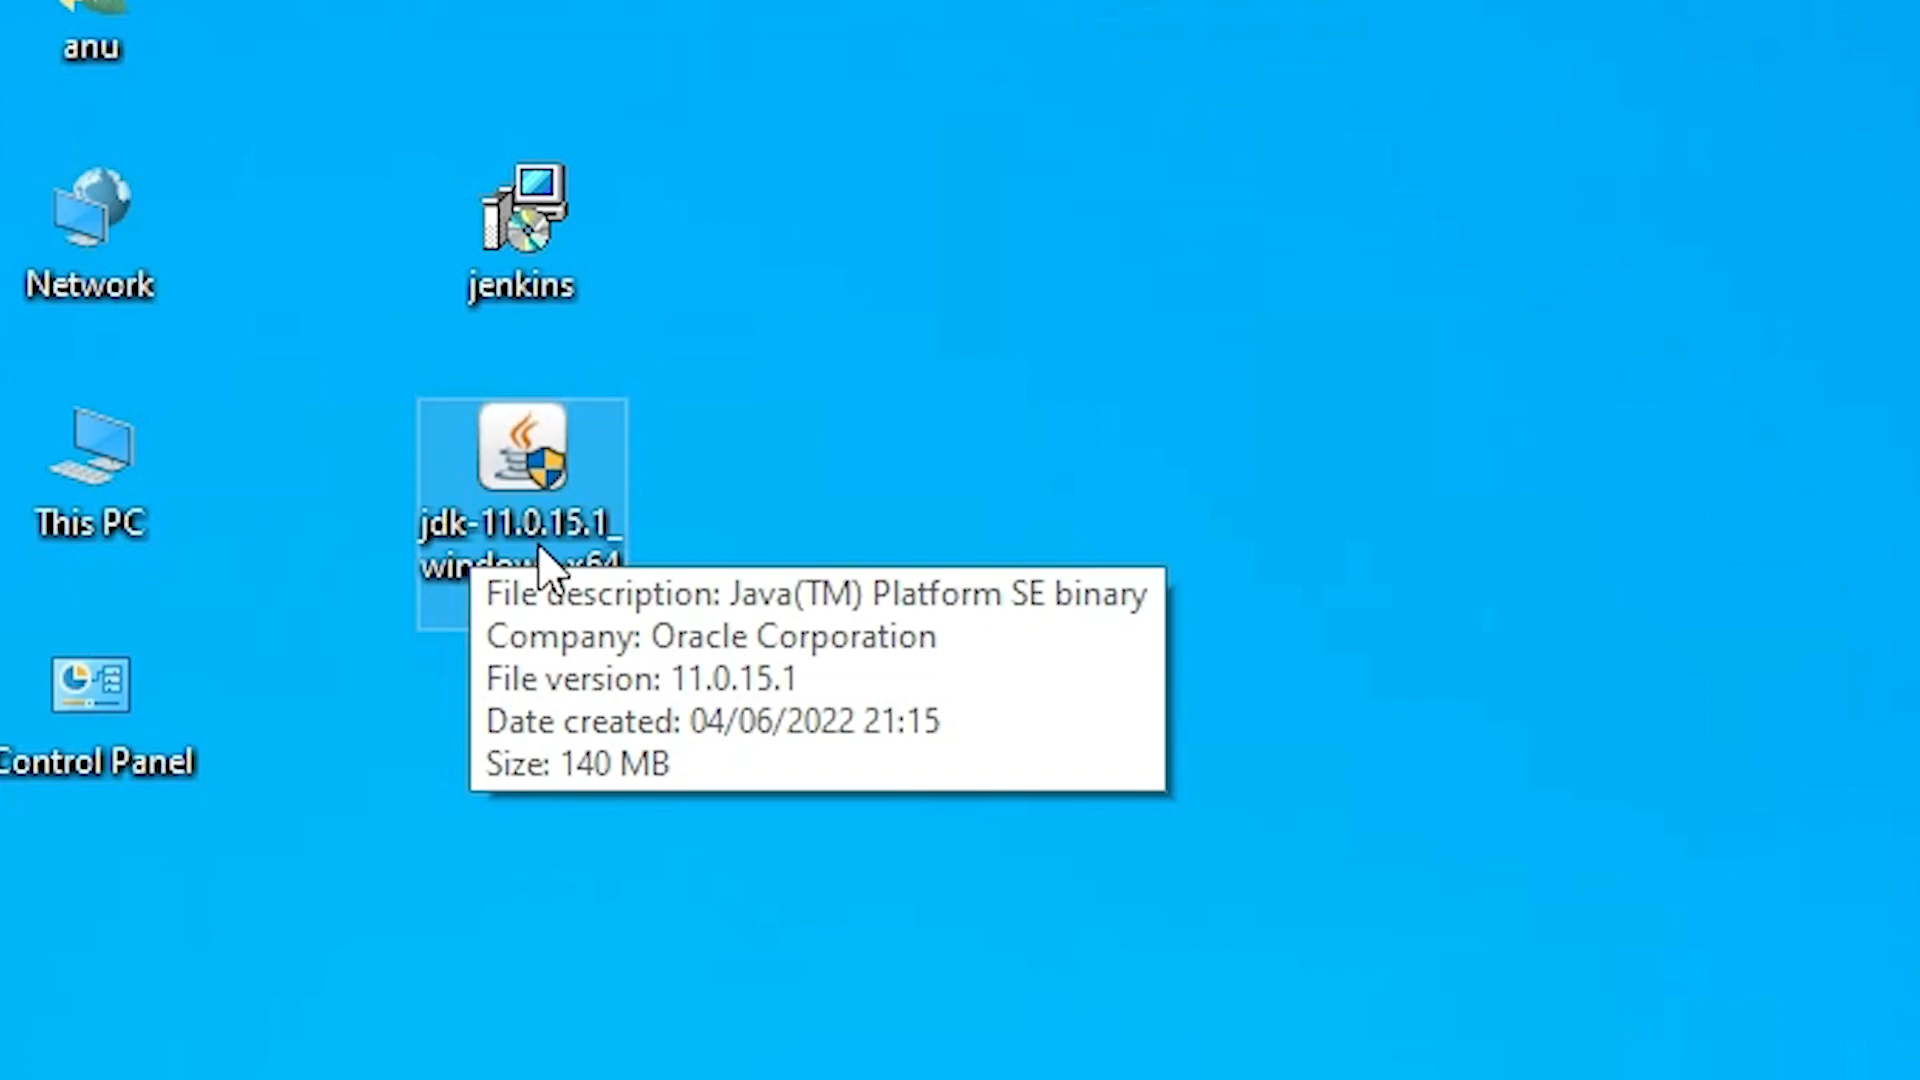 anu
Network
jenkins
This PC
jdk-11.0.15.1_
windows-x64
Control Panel
File description: Java(TM) Platform SE binary
Company: Oracle Corporation
File version: 11.0.15.1
Date created: 04/06/2022 21:15
Size: 140 MB